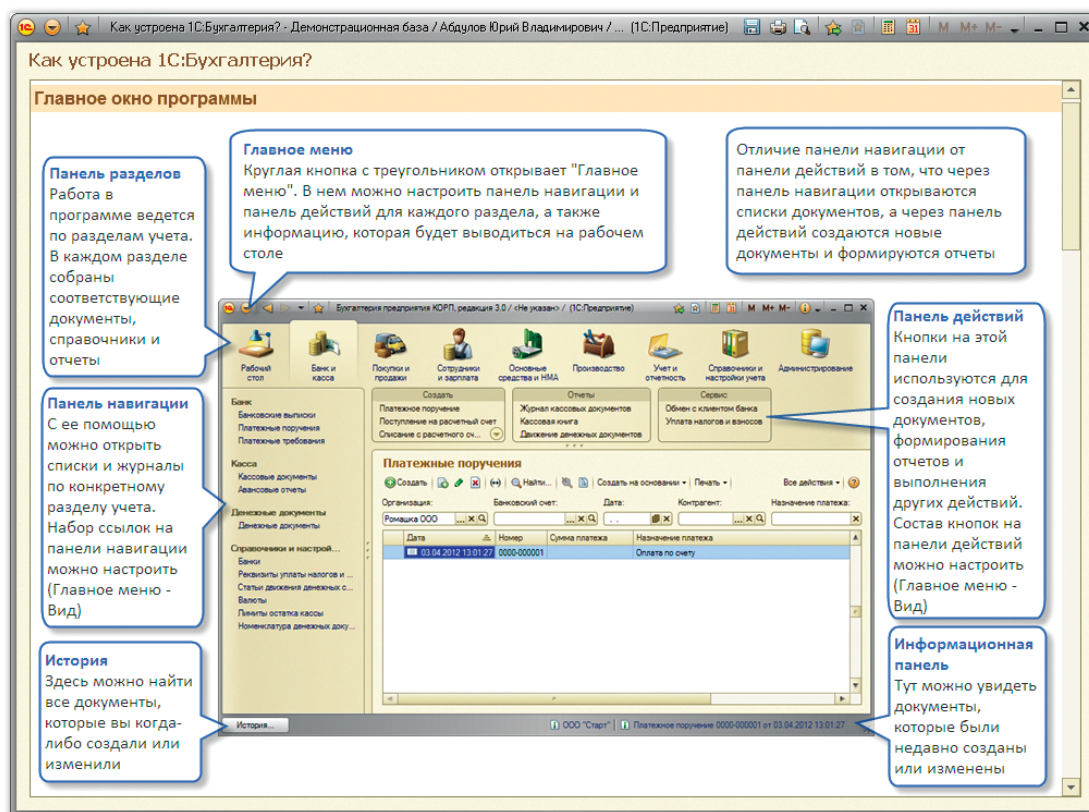 Как устроена 1С:Бухгалтерия? - Демонстрационная база / Абдулов Юрий Владимирович / ... (1С:Предприятие)
31 M M+ M-
Как устроена 1С:Бухгалтерия?
Главное окно программы
Панель разделов
Работа в
программе ведется
по разделам учета.
В каждом разделе
собраны
соответствующие
документы,
справочники и
отчеты
Главное меню
Круглая кнопка с треугольником открывает "Главное
меню". В нем можно настроить панель навигации и
панель действий для каждого раздела, а также
информацию, которая будет выводиться на рабочем
столе
Отличие панели навигации от
панели действий в том, что через
панель навигации открываются
списки документов, а через панель
действий создаются новые
документы и формируются отчеты
Панель навигации
С ее помощью
можно открыть
списки и журналы
по конкретному
разделу учета.
Набор ссылок на
панели навигации
можно настроить
(Главное меню -
Вид)
История
Здесь можно найти
все документы,
которые вы когда-
либо создали или
изменили
Бухгалтерия предприятия КОРП, редакция 3.0 / <Не указан> / (1С:Предприятие)
M M+ M-
Рабочий
стол
Банк и
касса
Покупки и
продажи
Сотрудники
и зарплата
Основные
средства и НМА
Производство
Учет и
отчетность
Справочники и
настройки учета
Администрирование
Банк
Банковские выписки
Платежные поручения
Платежные требования
Касса
Кассовые документы
Авансовые отчеты
Денежные документы
Денежные документы
Справочники и настрой...
Банки
Реквизиты уплаты налогов и ...
Статьи движения денежных с...
Валюты
Лимиты остатка кассы
Номенклатура денежных доку...
Создать
Платежное поручение
Поступление на расчетный счет
Списание с расчетного сч...
Отчеты
Журнал кассовых документов
Кассовая книга
Движение денежных документов
Сервис
Обмен с клиентом банка
Уплата налогов и взносов
Платежные поручения
Создать Найти... Создать на основании Печать Все действия
Организация: Банковский счет: Дата: Контрагент: Назначение платежа:
Ромашка ООО ... . .
Дата Номер Сумма платежа Назначение платежа
03.04.2012 13:01:27 0000-000001 Оплата по счету
История...
ООО "Старт" Платежное поручение 0000-000001 от 03.04.2012 13:01:27
Панель действий
Кнопки на этой
панели
используются для
создания новых
документов,
формирования
отчетов и
выполнения
других действий.
Состав кнопок на
панели действий
можно настроить
(Главное меню -
Вид)
Информационная
панель
Тут можно увидеть
документы,
которые были
недавно созданы
или изменены